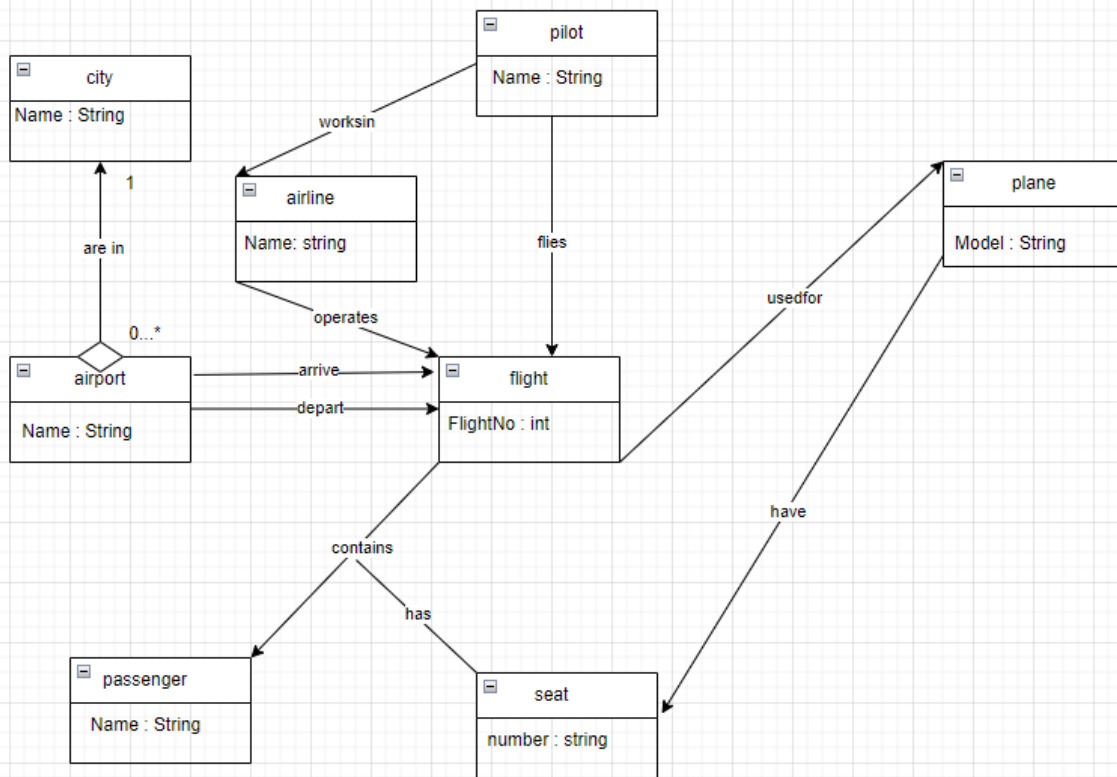 pilot
Name : String
city
Name : String
worksin
1
airline
Name: string
plane
Model : String
are in
flies
usedfor
operates
0...*
airport
Name : String
arrive
depart
flight
FlightNo : int
have
contains
has
passenger
Name : String
seat
number : string